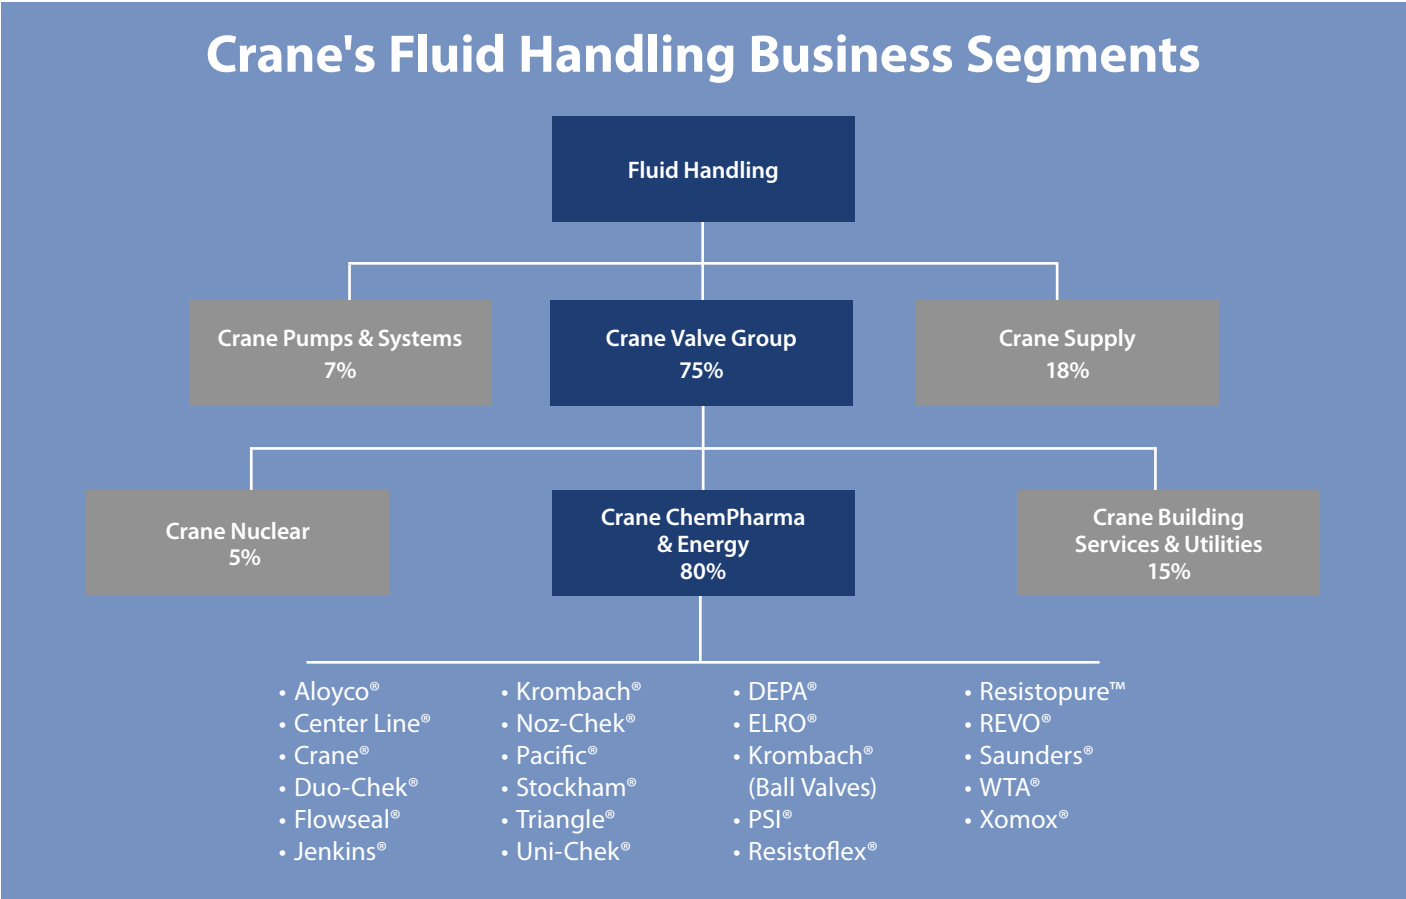 Crane's Fluid Handling Business Segments
Fluid Handling
Crane Pumps & Systems
7%
Crane Valve Group
75%
Crane Supply
18%
Crane Nuclear
5%
Crane ChemPharma
& Energy
80%
Crane Building
Services & Utilities
15%
• Aloyco®
• Center Line®
• Crane®
• Duo-Chek®
• Flowseal®
• Jenkins®
• Krombach®
• Noz-Chek®
• Pacific®
• Stockham®
• Triangle®
• Uni-Chek®
• DEPA®
• ELRO®
• Krombach®
(Ball Valves)
• PSI®
• Resistoflex®
• Resistopure™
• REVO®
• Saunders®
• WTA®
• Xomox®